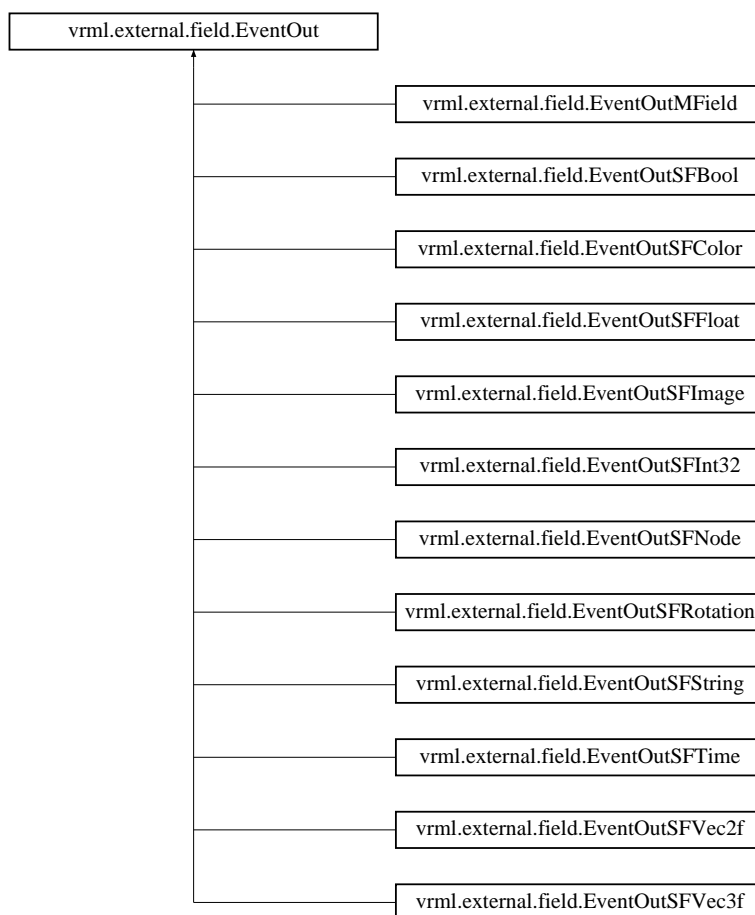 vrml.external.field.EventOut
vrml.external.field.EventOutMField
vrml.external.field.EventOutSFBool
vrml.external.field.EventOutSFColor
vrml.external.field.EventOutSFFloat
vrml.external.field.EventOutSFImage
vrml.external.field.EventOutSFInt32
vrml.external.field.EventOutSFNode
vrml.external.field.EventOutSFRotation
vrml.external.field.EventOutSFString
vrml.external.field.EventOutSFTime
vrml.external.field.EventOutSFVec2f
vrml.external.field.EventOutSFVec3f